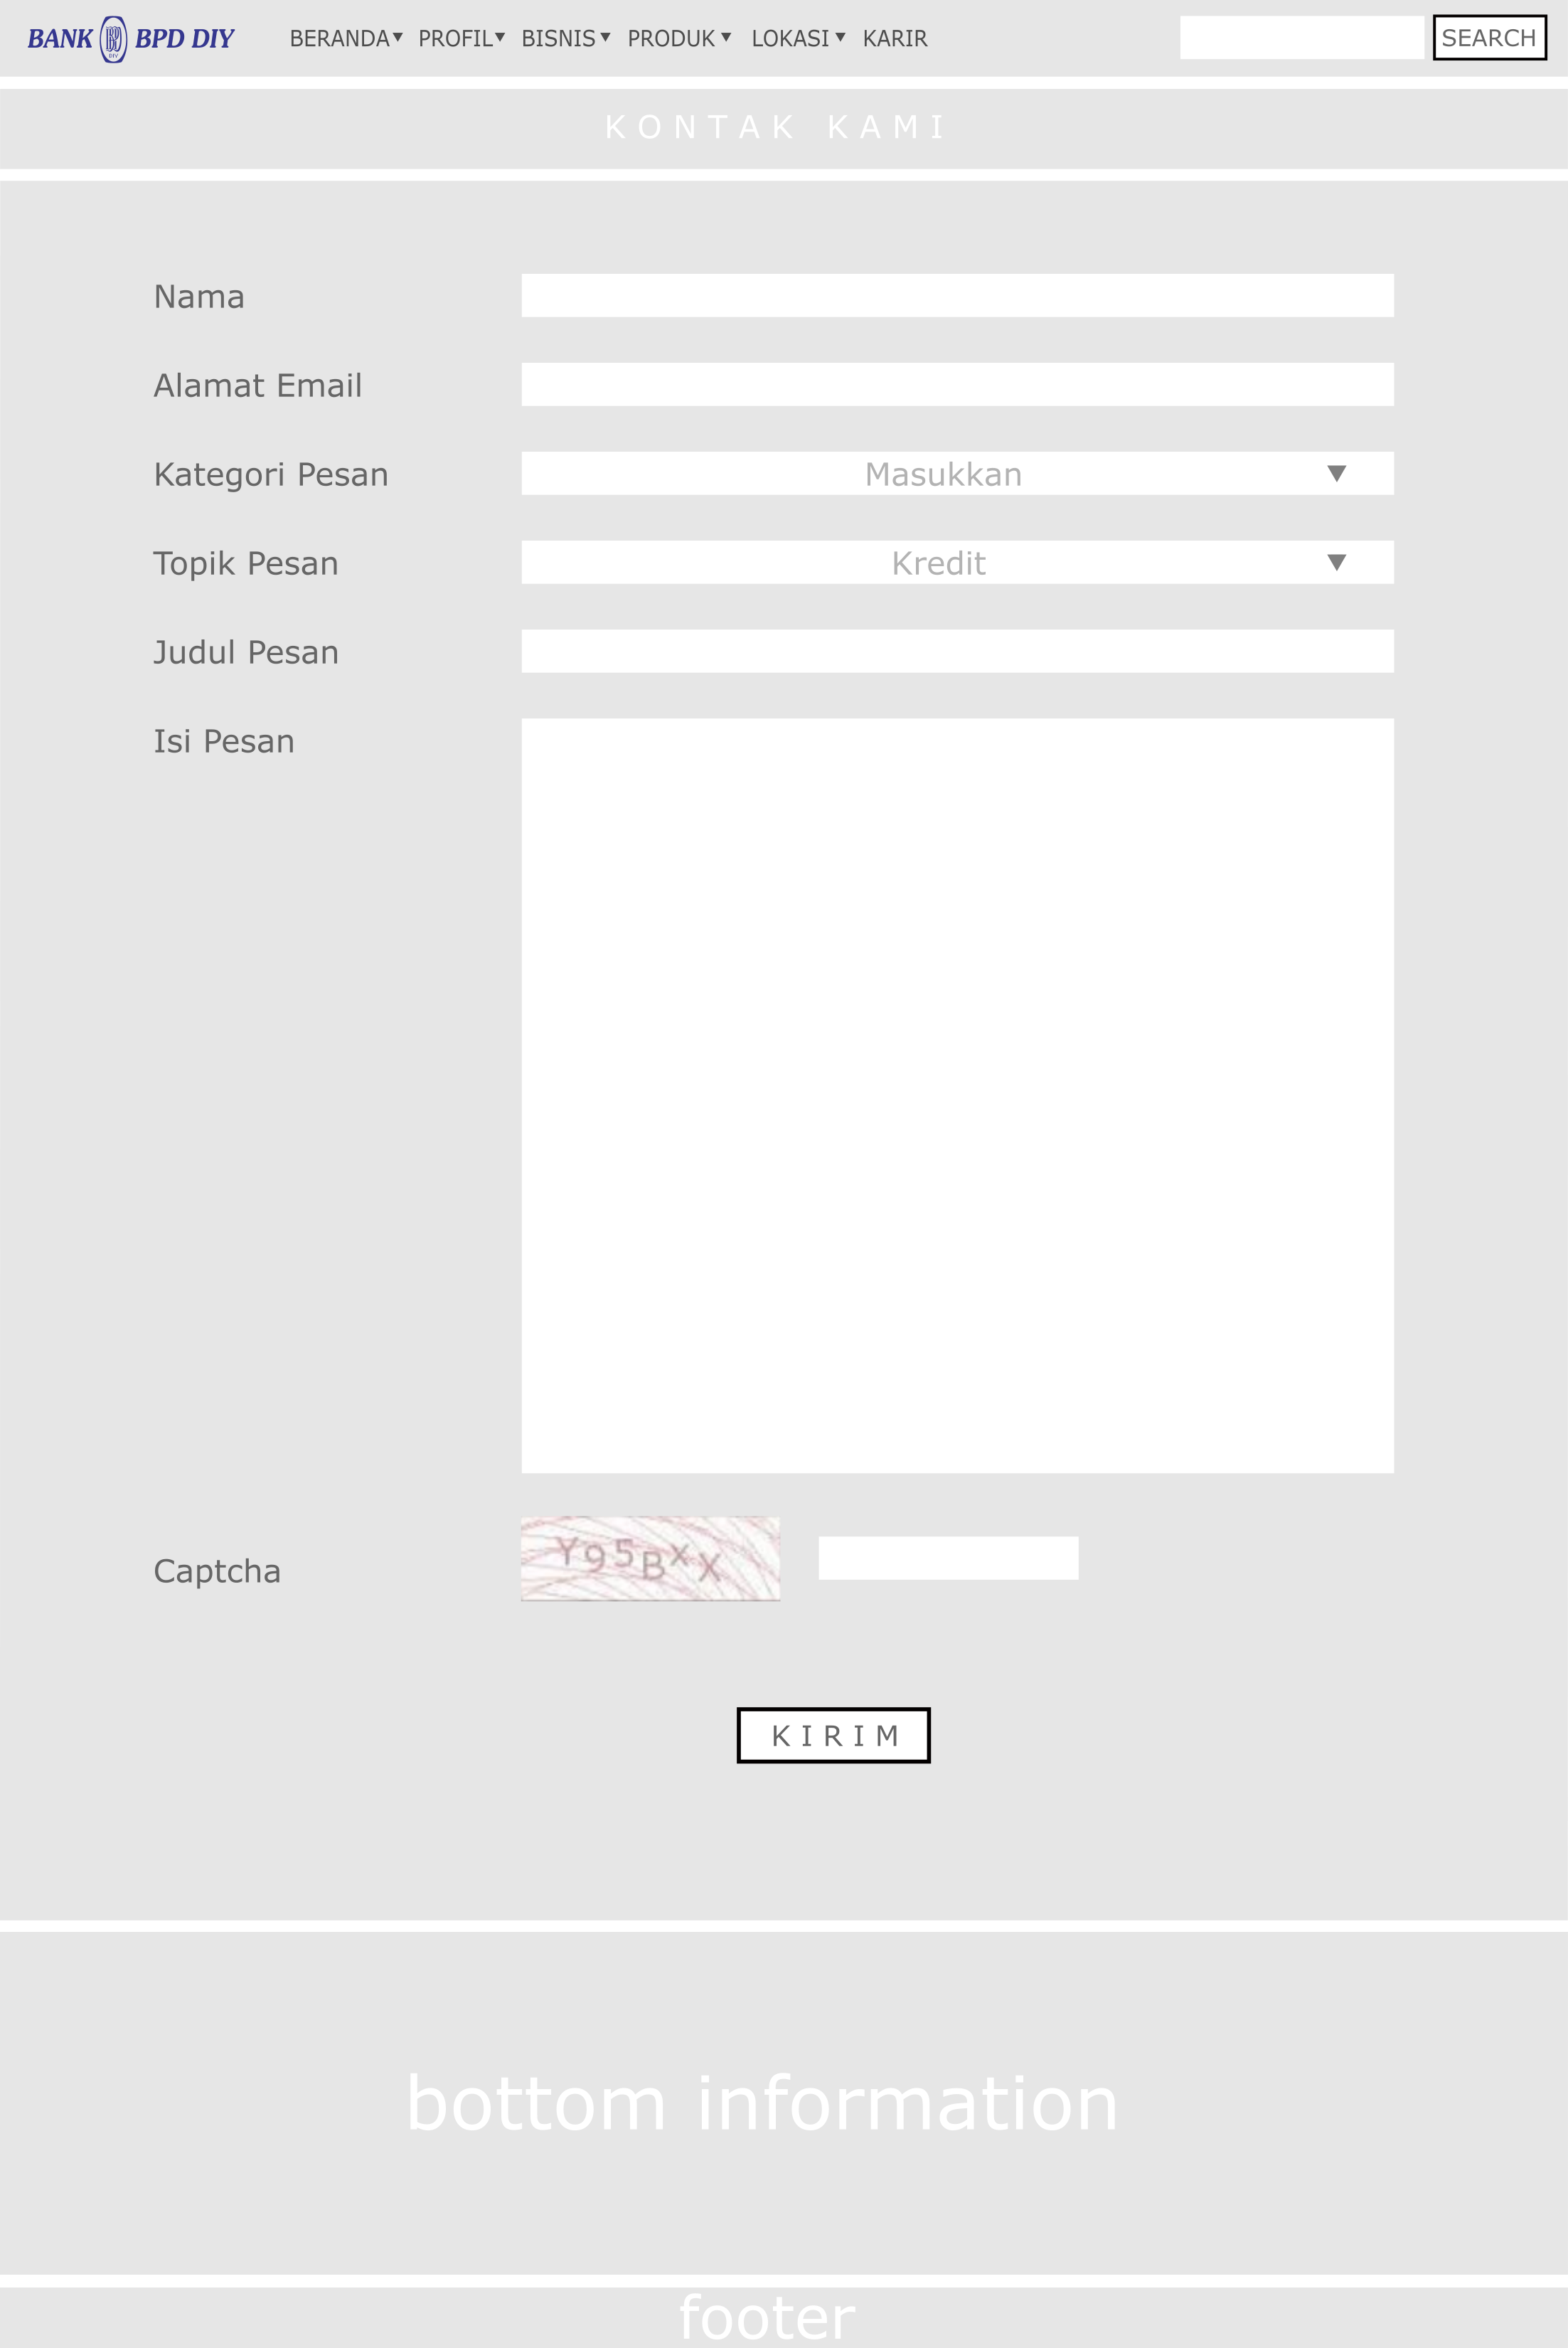 BANK BPD DIY BERANDA PROFIL BISNIS PRODUK LOKASI KARIR SEARCH
KONTAK KAMI
Nama
Alamat Email
Kategori Pesan Masukkan
Topik Pesan Kredit
Judul Pesan
Isi Pesan
Captcha Y95BxX
KIRIM
bottom information
footer